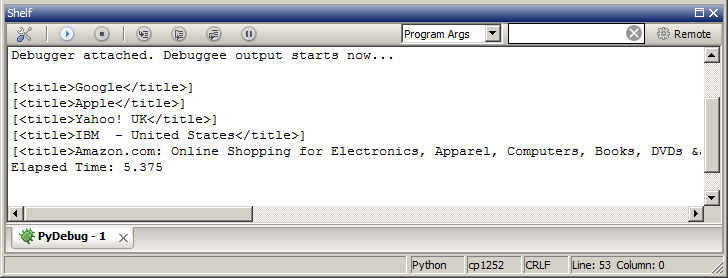 Shelf
Program Args
Remote
Debugger attached. Debuggee output starts now...
[<title>Google</title>]
[<title>Apple</title>]
[<title>Yahoo! UK</title>]
[<title>IBM  - United States</title>]
[<title>Amazon.com: Online Shopping for Electronics, Apparel, Computers, Books, DVDs &
Elapsed Time: 5.375
PyDebug - 1
Python cp1252 CRLF Line: 53 Column: 0